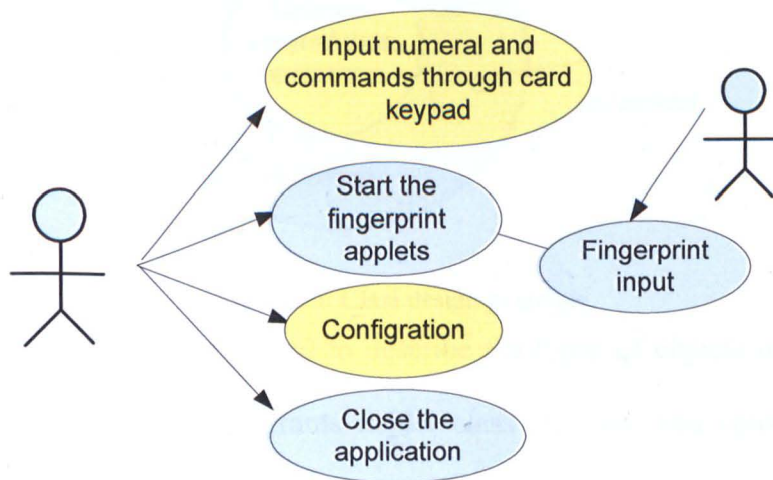 Input numeral and
commands through card
keypad
Start the
fingerprint
applets
Fingerprint
input
Configration
Close the
application